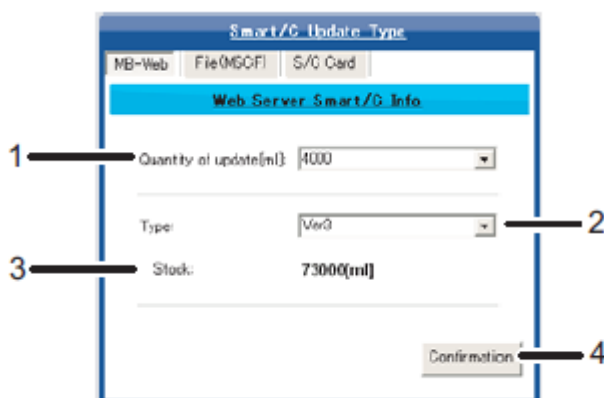 Smart/C Update Type
MB-Web File(MSCF) S/C Card
Web Server Smart/C Info
1 Quantity of update[ml]: 4000
Type: Ver3 2
3 Stock: 73000[ml]
Confirmation 4